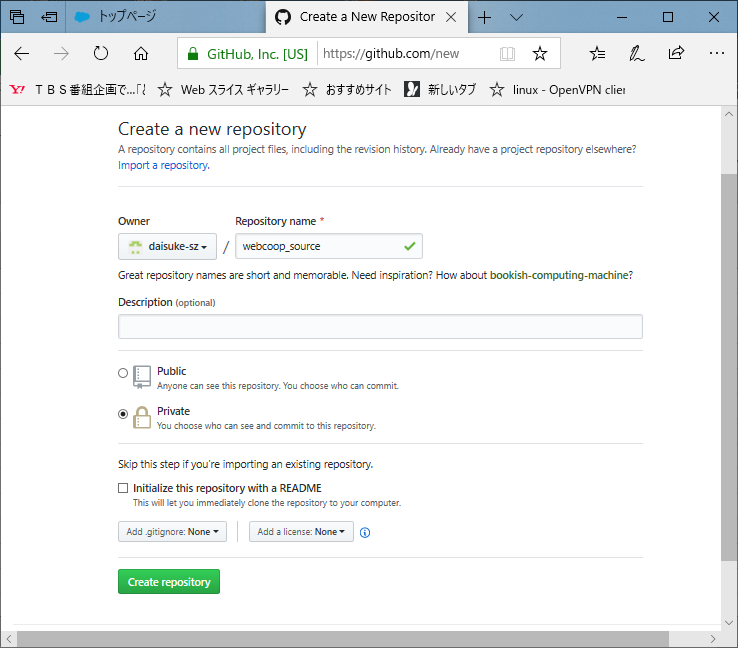 トップページ
Create a New Repositor
GitHub, Inc. [US]
https://github.com/new
Y! TBS番組企画で…「
Web スライス ギャラリー
おすすめサイト
新しいタブ
linux - OpenVPN clien
Create a new repository
A repository contains all project files, including the revision history. Already have a project repository elsewhere?
Import a repository.
Owner
Repository name *
daisuke-sz
/
webcoop_source
Great repository names are short and memorable. Need inspiration? How about bookish-computing-machine?
Description (optional)
Public
Anyone can see this repository. You choose who can commit.
Private
You choose who can see and commit to this repository.
Skip this step if you're importing an existing repository.
Initialize this repository with a README
This will let you immediately clone the repository to your computer.
Add .gitignore: None
Add a license: None
Create repository